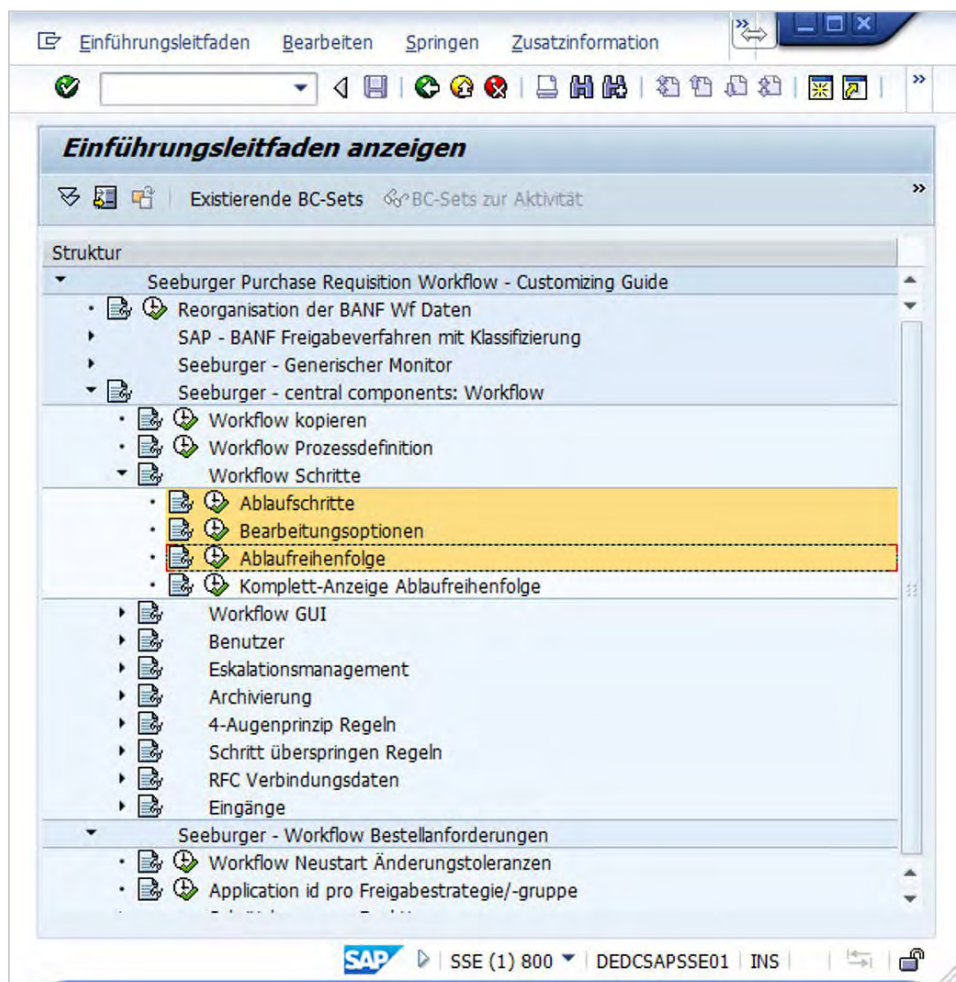 Einführungsleitfaden Bearbeiten Springen Zusatzinformation
Einführungsleitfaden anzeigen
Existierende BC-Sets BC-Sets zur Aktivität
Struktur
Seeburger Purchase Requisition Workflow - Customizing Guide
Reorganisation der BANF Wf Daten
SAP - BANF Freigabeverfahren mit Klassifizierung
Seeburger - Generischer Monitor
Seeburger - central components: Workflow
Workflow kopieren
Workflow Prozessdefinition
Workflow Schritte
Ablaufschritte
Bearbeitungsoptionen
Ablaufreihenfolge
Komplett-Anzeige Ablaufreihenfolge
Workflow GUI
Benutzer
Eskalationsmanagement
Archivierung
4-Augenprinzip Regeln
Schritt überspringen Regeln
RFC Verbindungsdaten
Eingänge
Seeburger - Workflow Bestellanforderungen
Workflow Neustart Änderungstoleranzen
Application id pro Freigabestrategie/-gruppe
SAP SSE (1) 800 DEDCSAPSSE01 INS